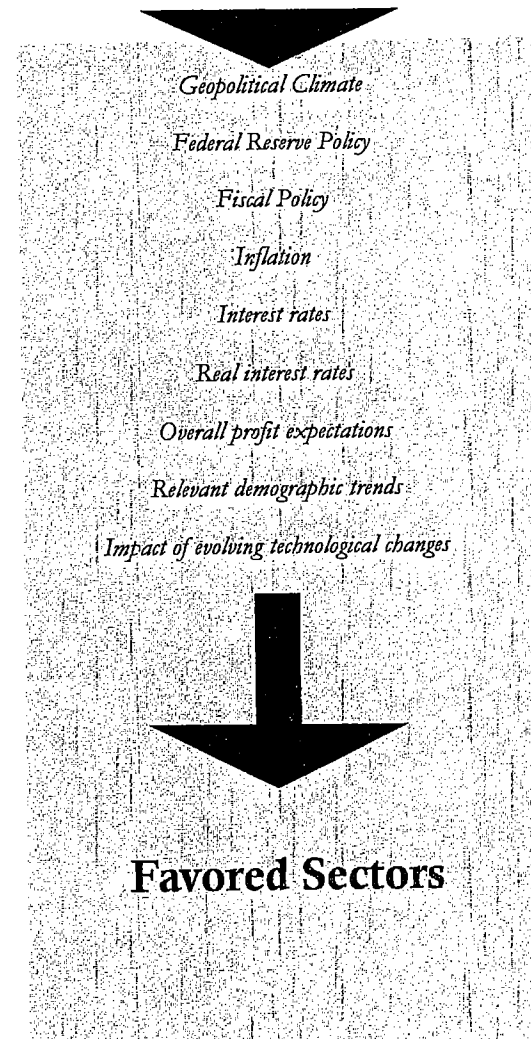 Geopolitical Climate
Federal Reserve Policy
Fiscal Policy
Inflation
Interest rates
Real interest rates
Overall profit expectations
Relevant demographic trends
Impact of evolving technological changes
Favored Sectors